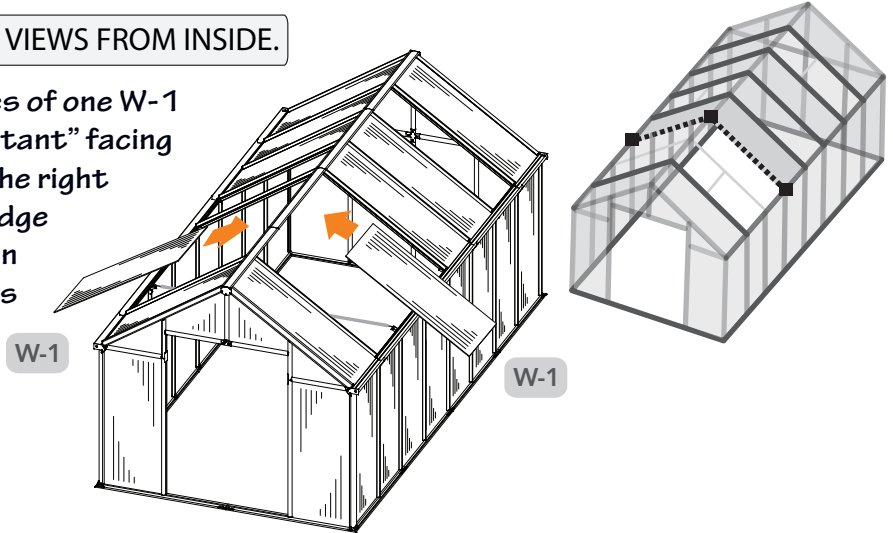 VIEWS FROM INSIDE.
es of one W-1
tant” facing
he right
dge
n
s
W-1
W-1